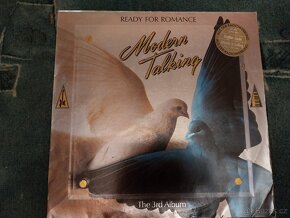 READY FOR ROMANCE
Modern
Talking
The 3rd Album